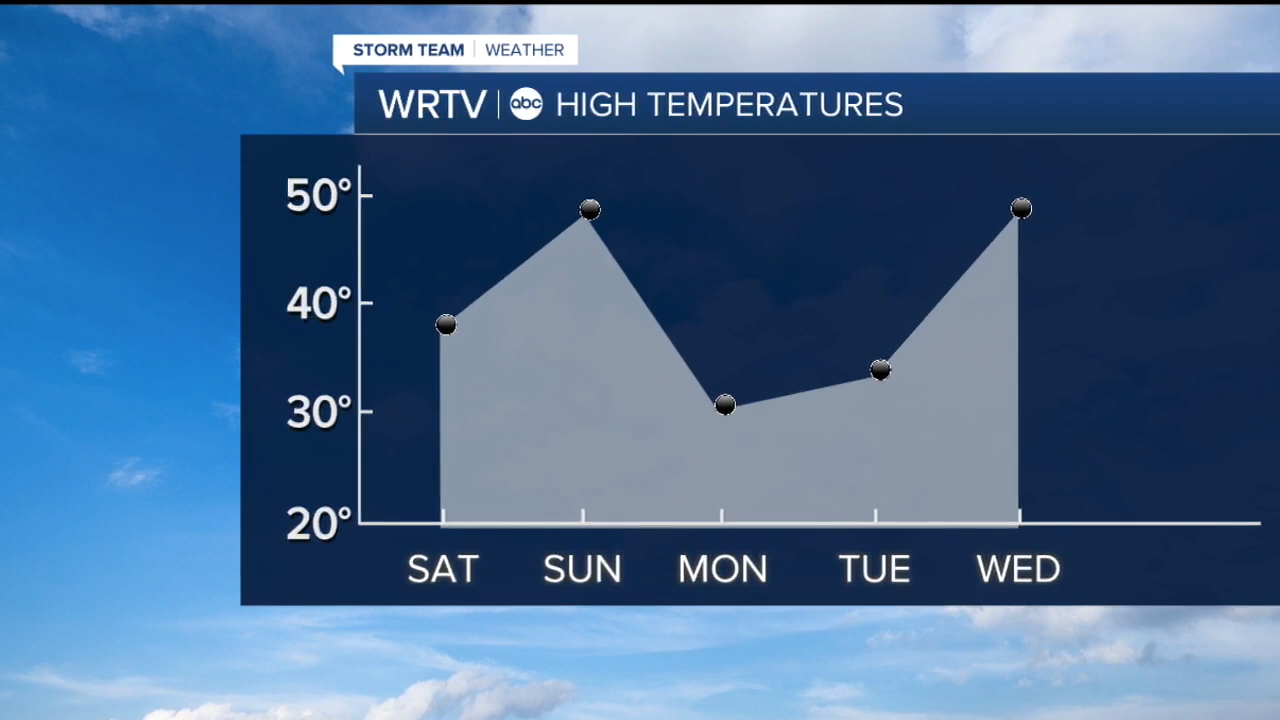 STORM TEAM | WEATHER
WRTV | abc HIGH TEMPERATURES
50°
40°
30°
20°
SAT SUN MON TUE WED